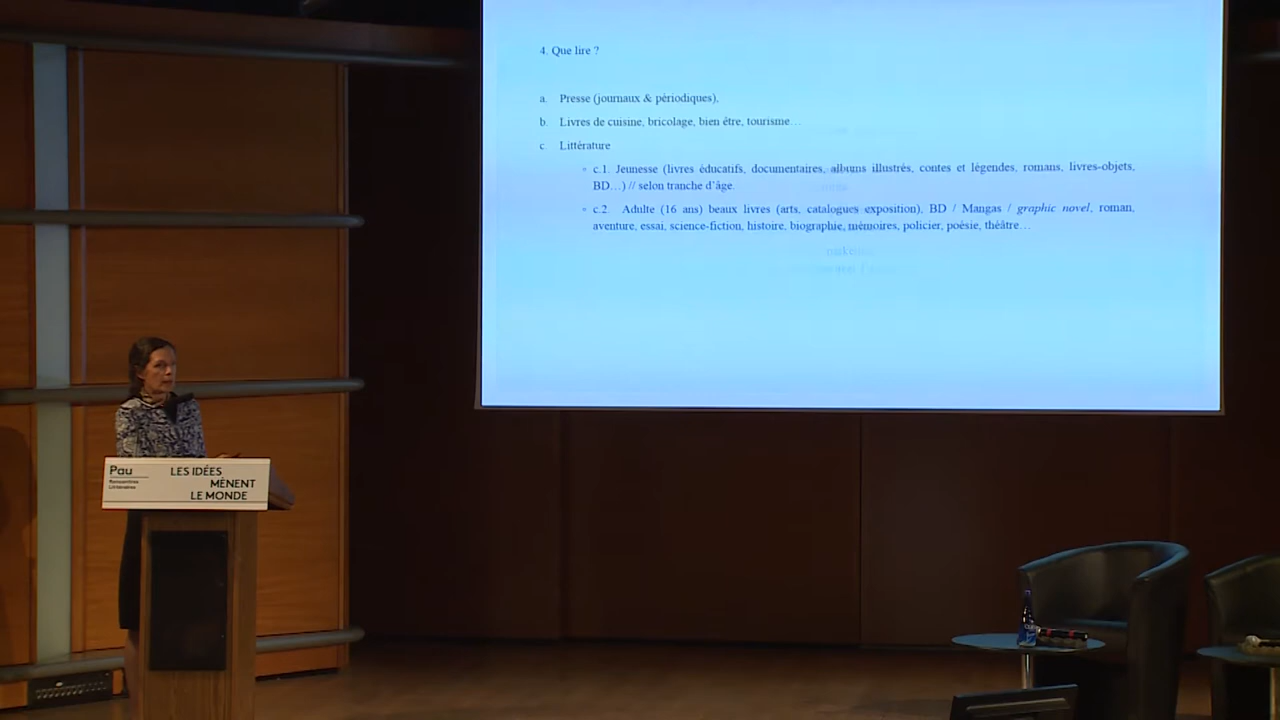 4. Que lire ?
a. Presse (journaux & périodiques),
b. Livres de cuisine, bricolage, bien être, tourisme…
c. Littérature
c.1. Jeunesse (livres éducatifs, documentaires, albums illustrés, contes et légendes, romans, livres-objets,
BD…) // selon tranche d'âge.
c.2. Adulte (16 ans) beaux livres (arts, catalogues exposition), BD / Mangas / graphic novel, roman,
aventure, essai, science-fiction, histoire, biographie, mémoires, policier, poésie, théâtre…
Pau
Rencontres
Littéraires
LES IDÉES
MÈNENT
LE MONDE